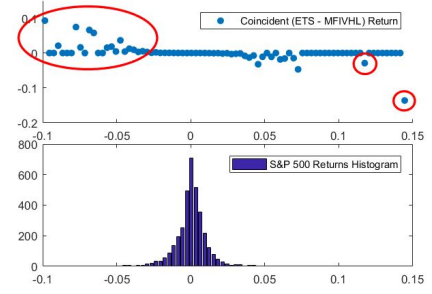 0.1
Coincident (ETS - MFIVHL) Return
0
-0.1
-0.2
-0.1 -0.05 0 0.05 0.1 0.15
800
S&P 500 Returns Histogram
600
400
200
0
-0.1 -0.05 0 0.05 0.1 0.15